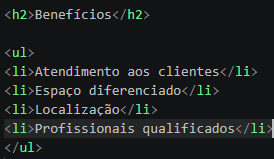 <h2>Benefícios</h2>
<ul>
<li>Atendimento aos clientes</li>
<li>Espaço diferenciado</li>
<li>Localização</li>
<li>Profissionais qualificados</li>
</ul>